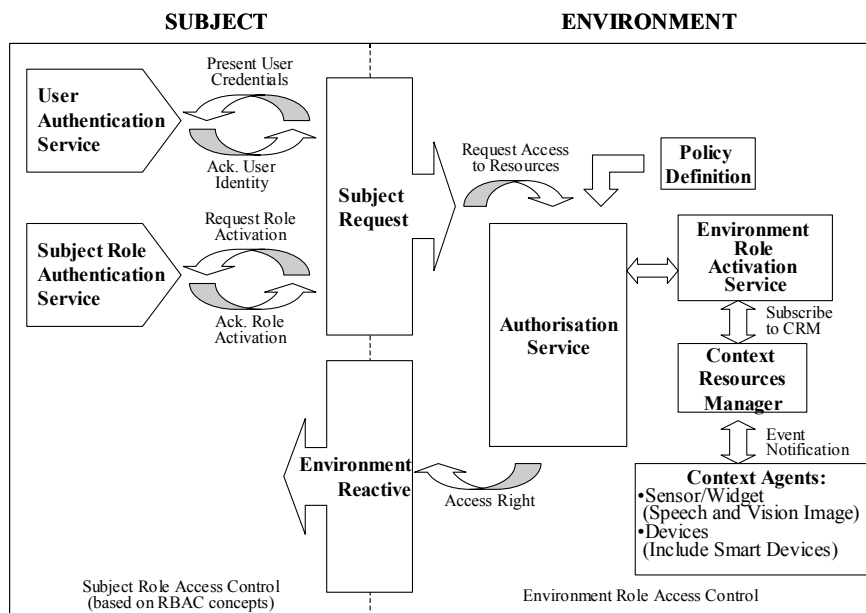 SUBJECT
ENVIRONMENT
Present User
Credentials
User
Authentication
Service
Ack. User
Identity
Request Role
Activation
Subject Role
Authentication
Service
Ack. Role
Activation
Subject
Request
Request Access
to Resources
Policy
Definition
Environment
Role
Activation
Service
Authorisation
Service
Subscribe
to CRM
Context
Resources
Manager
Event
Notification
Environment
Reactive
Access Right
Context Agents:
•Sensor/Widget
(Speech and Vision Image)
•Devices
(Include Smart Devices)
Subject Role Access Control
(based on RBAC concepts)
Environment Role Access Control